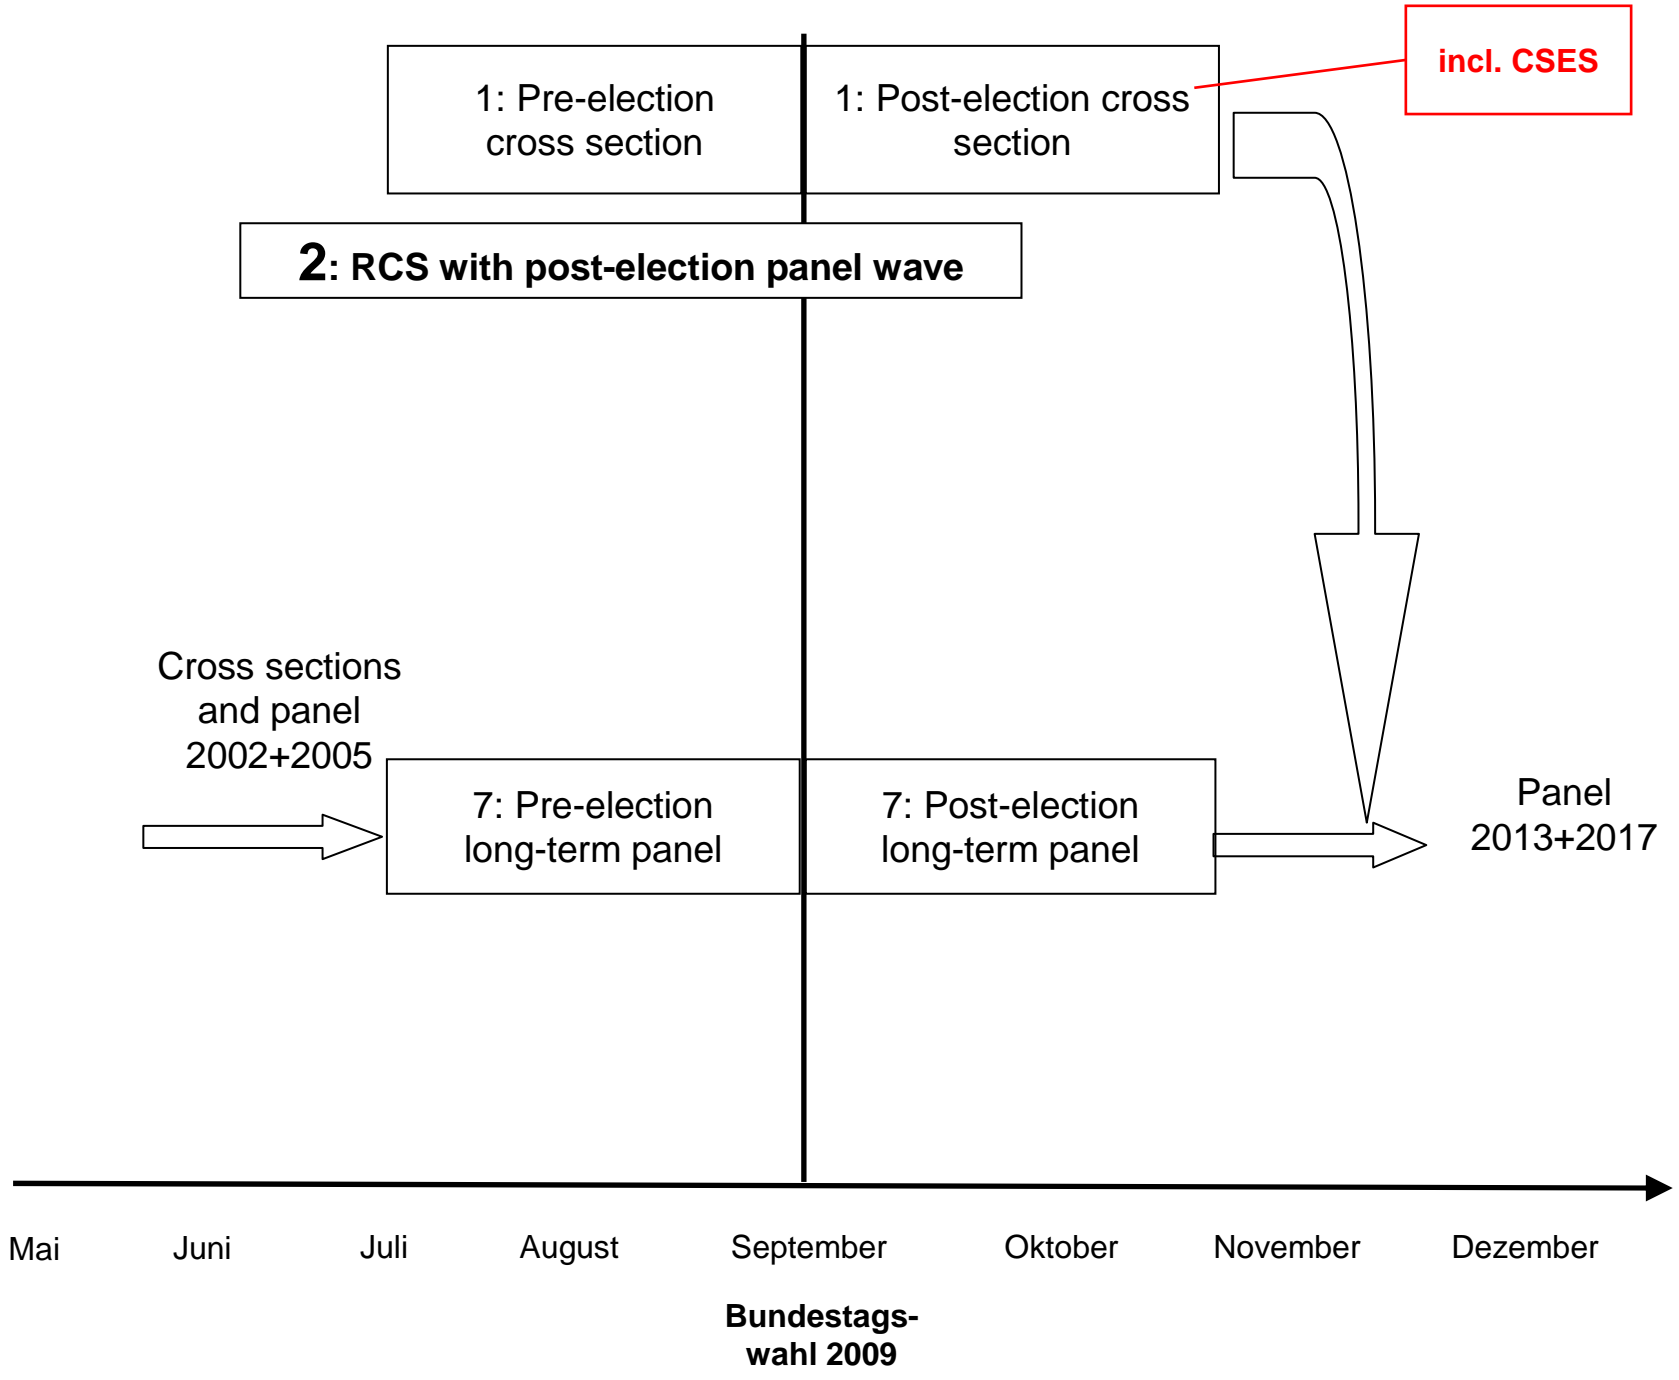 incl. CSES
1: Pre-election
cross section
1: Post-election cross
section
2: RCS with post-election panel wave
Cross sections
and panel
2002+2005
7: Pre-election
long-term panel
7: Post-election
long-term panel
Panel
2013+2017
Mai Juni Juli August September Oktober November Dezember
Bundestags-
wahl 2009